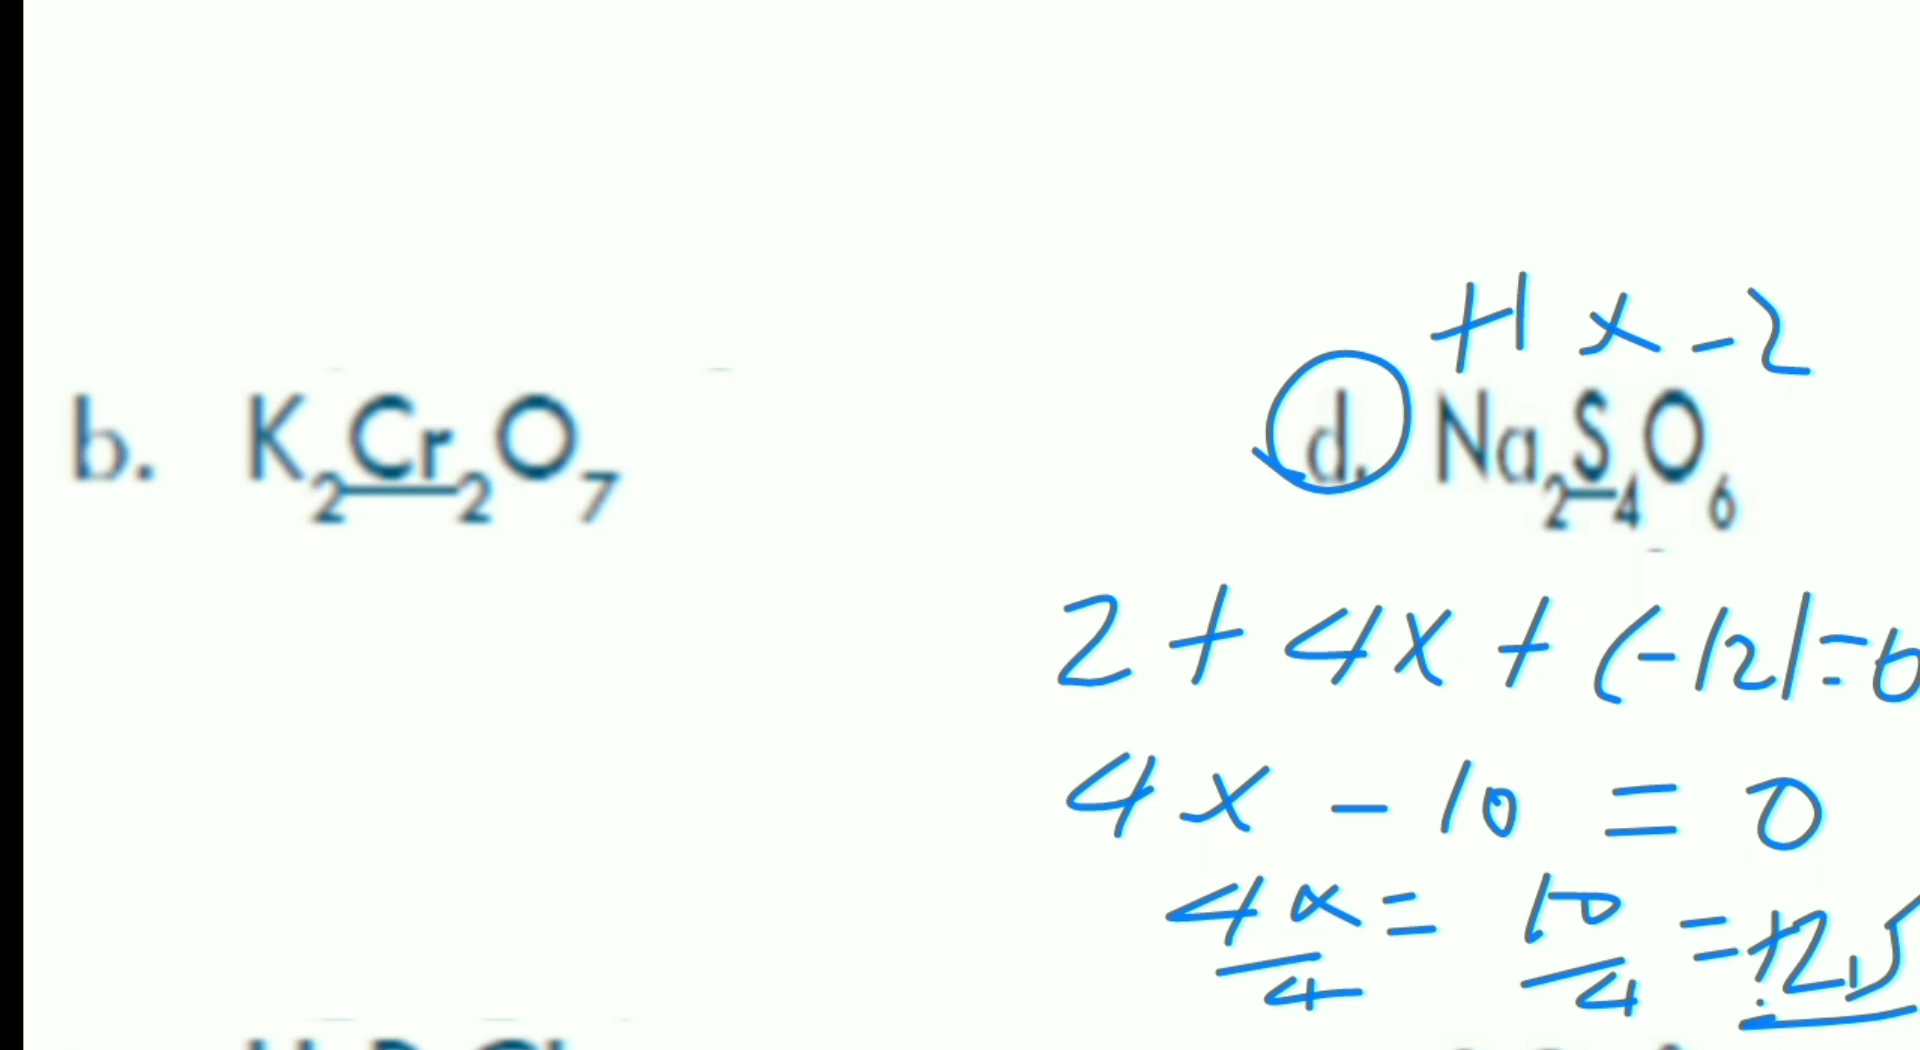 +1 x -2
b. K₂Cr₂O₇ d. Na₂S₄O₆
2 + 4x + (-12) = 0
4x - 10 = 0
4x/4 = 10/4 = +2,5